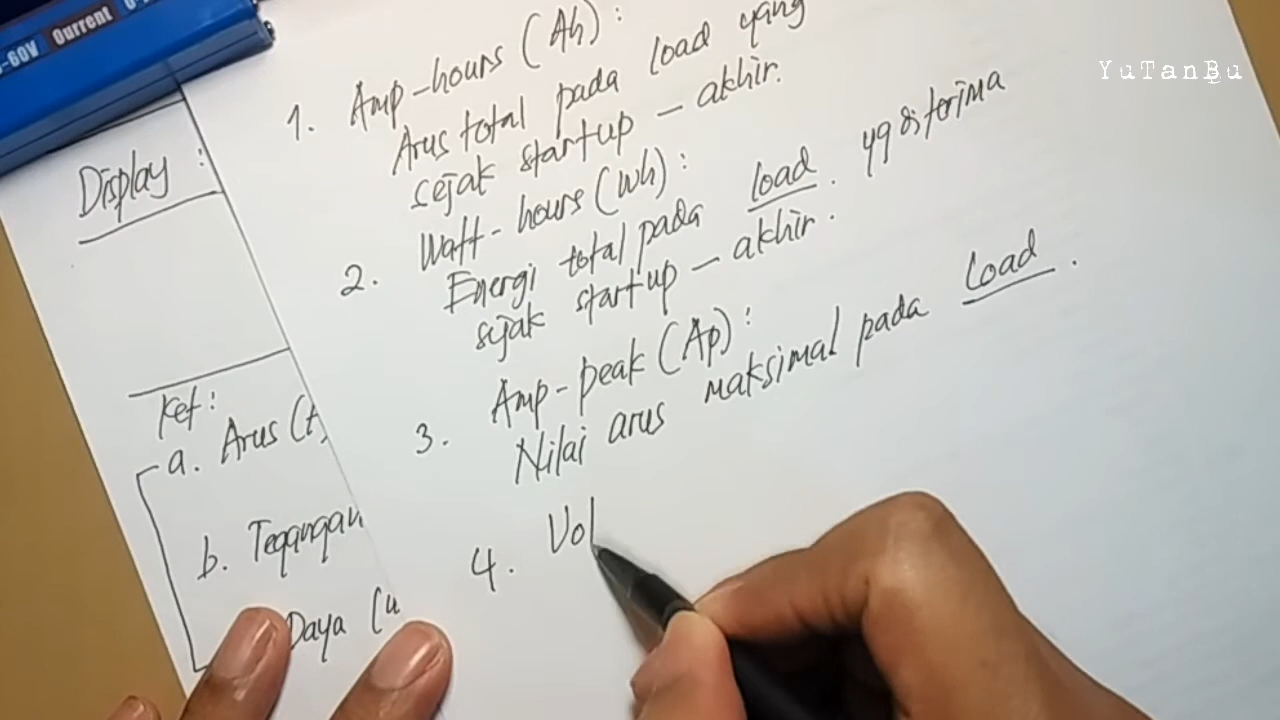 -60V Current
YuTanBu
1. Amp-hours (Ah) :
Arus total pada load yang
sejak startup - akhir.
2. Watt-hours (Wh) :
Energi total pada load. yg diterima
sejak startup - akhir.
3. Amp-peak (Ap) :
Nilai arus maksimal pada load.
4. Vol
Display :
Ket :
a. Arus (A
b. Tegangan
Daya (